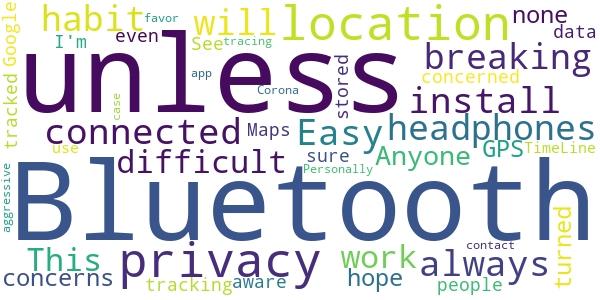 habit will location none
Google favor
I'm even See tracing breaking data
unless
app concerned
tracked case Corona stored install
connected Maps Easy headphones
use difficult sure Anyone GPS TimeLine
aggressive Personally
Bluetooth
This privacy work always turned
contact
concerns tracking aware hope people